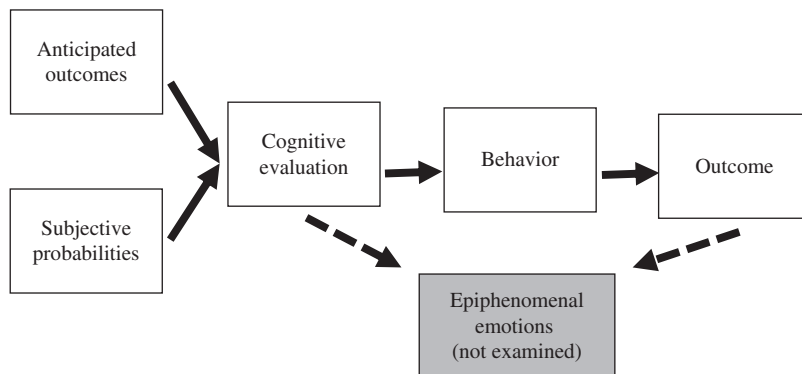 Anticipated
outcomes
Cognitive
evaluation
Behavior
Outcome
Subjective
probabilities
Epiphenomenal
emotions
(not examined)